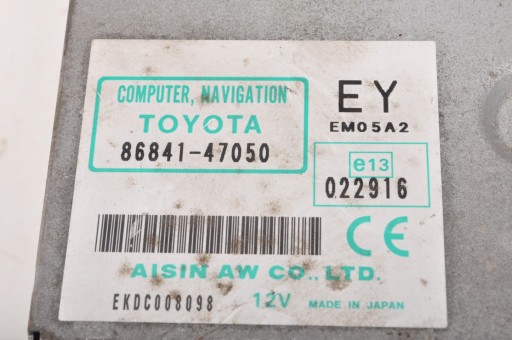 COMPUTER, NAVIGATION
TOYOTA
86841-47050
EY
EM05A2
e13
022916
CE
AISIN AW CO., LTD.
EKDC008098 12V MADE IN JAPAN